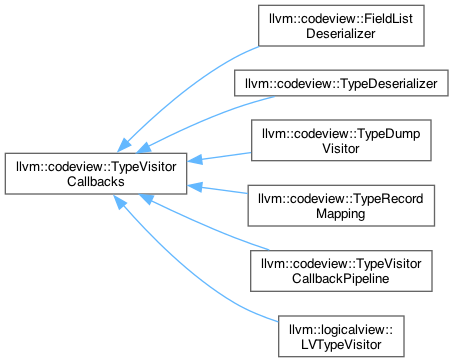 llvm::codeview::FieldList
Deserializer
llvm::codeview::TypeDeserializer
llvm::codeview::TypeDump
Visitor
llvm::codeview::TypeVisitor
Callbacks
llvm::codeview::TypeRecord
Mapping
llvm::codeview::TypeVisitor
CallbackPipeline
llvm::logicalview::
LVTypeVisitor